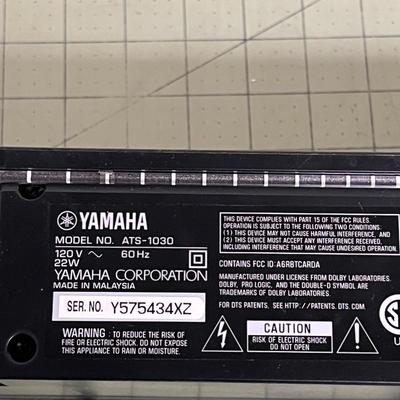 YAMAHA
MODEL NO. ATS-1030
120 V ~ 60 Hz
22W
YAMAHA CORPORATION
MADE IN MALAYSIA
SER. NO. Y575434XZ
WARNING : TO REDUCE THE RISK OF
FIRE OR ELECTRIC SHOCK, DO NOT EXPOSE
THIS APPLIANCE TO RAIN OR MOISTURE.
THIS DEVICE COMPLIES WITH PART 15 OF THE FCC RULES.
OPERATION IS SUBJECT TO THE FOLLOWING TWO CONDITIONS:
(1) THIS DEVICE MAY NOT CAUSE HARMFUL INTERFERENCE, AND
(2) THIS DEVICE MUST ACCEPT ANY INTERFERENCE RECEIVED,
INCLUDING INTERFERENCE THAT MAY CAUSE UNDESIRED OPERATION.
CONTAINS FCC ID:A6RBTCARDA
MANUFACTURED UNDER LICENSE FROM DOLBY LABORATORIES.
DOLBY, PRO LOGIC, AND THE DOUBLE-D SYMBOL ARE
TRADEMARKS OF DOLBY LABORATORIES.
FOR DTS PATENTS, SEE HTTP://PATENTS.DTS.COM.
CAUTION
RISK OF ELECTRIC SHOCK
DO NOT OPEN